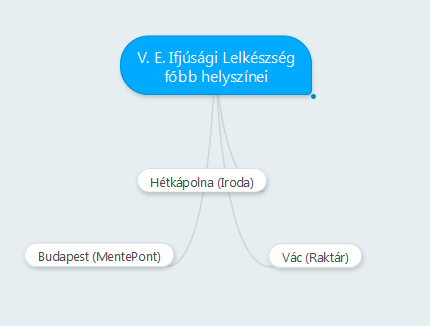 V. E. Ifjúsági Lelkészség
főbb helyszínei
Hétkápolna (Iroda)
Budapest (MentePont)
Vác (Raktár)